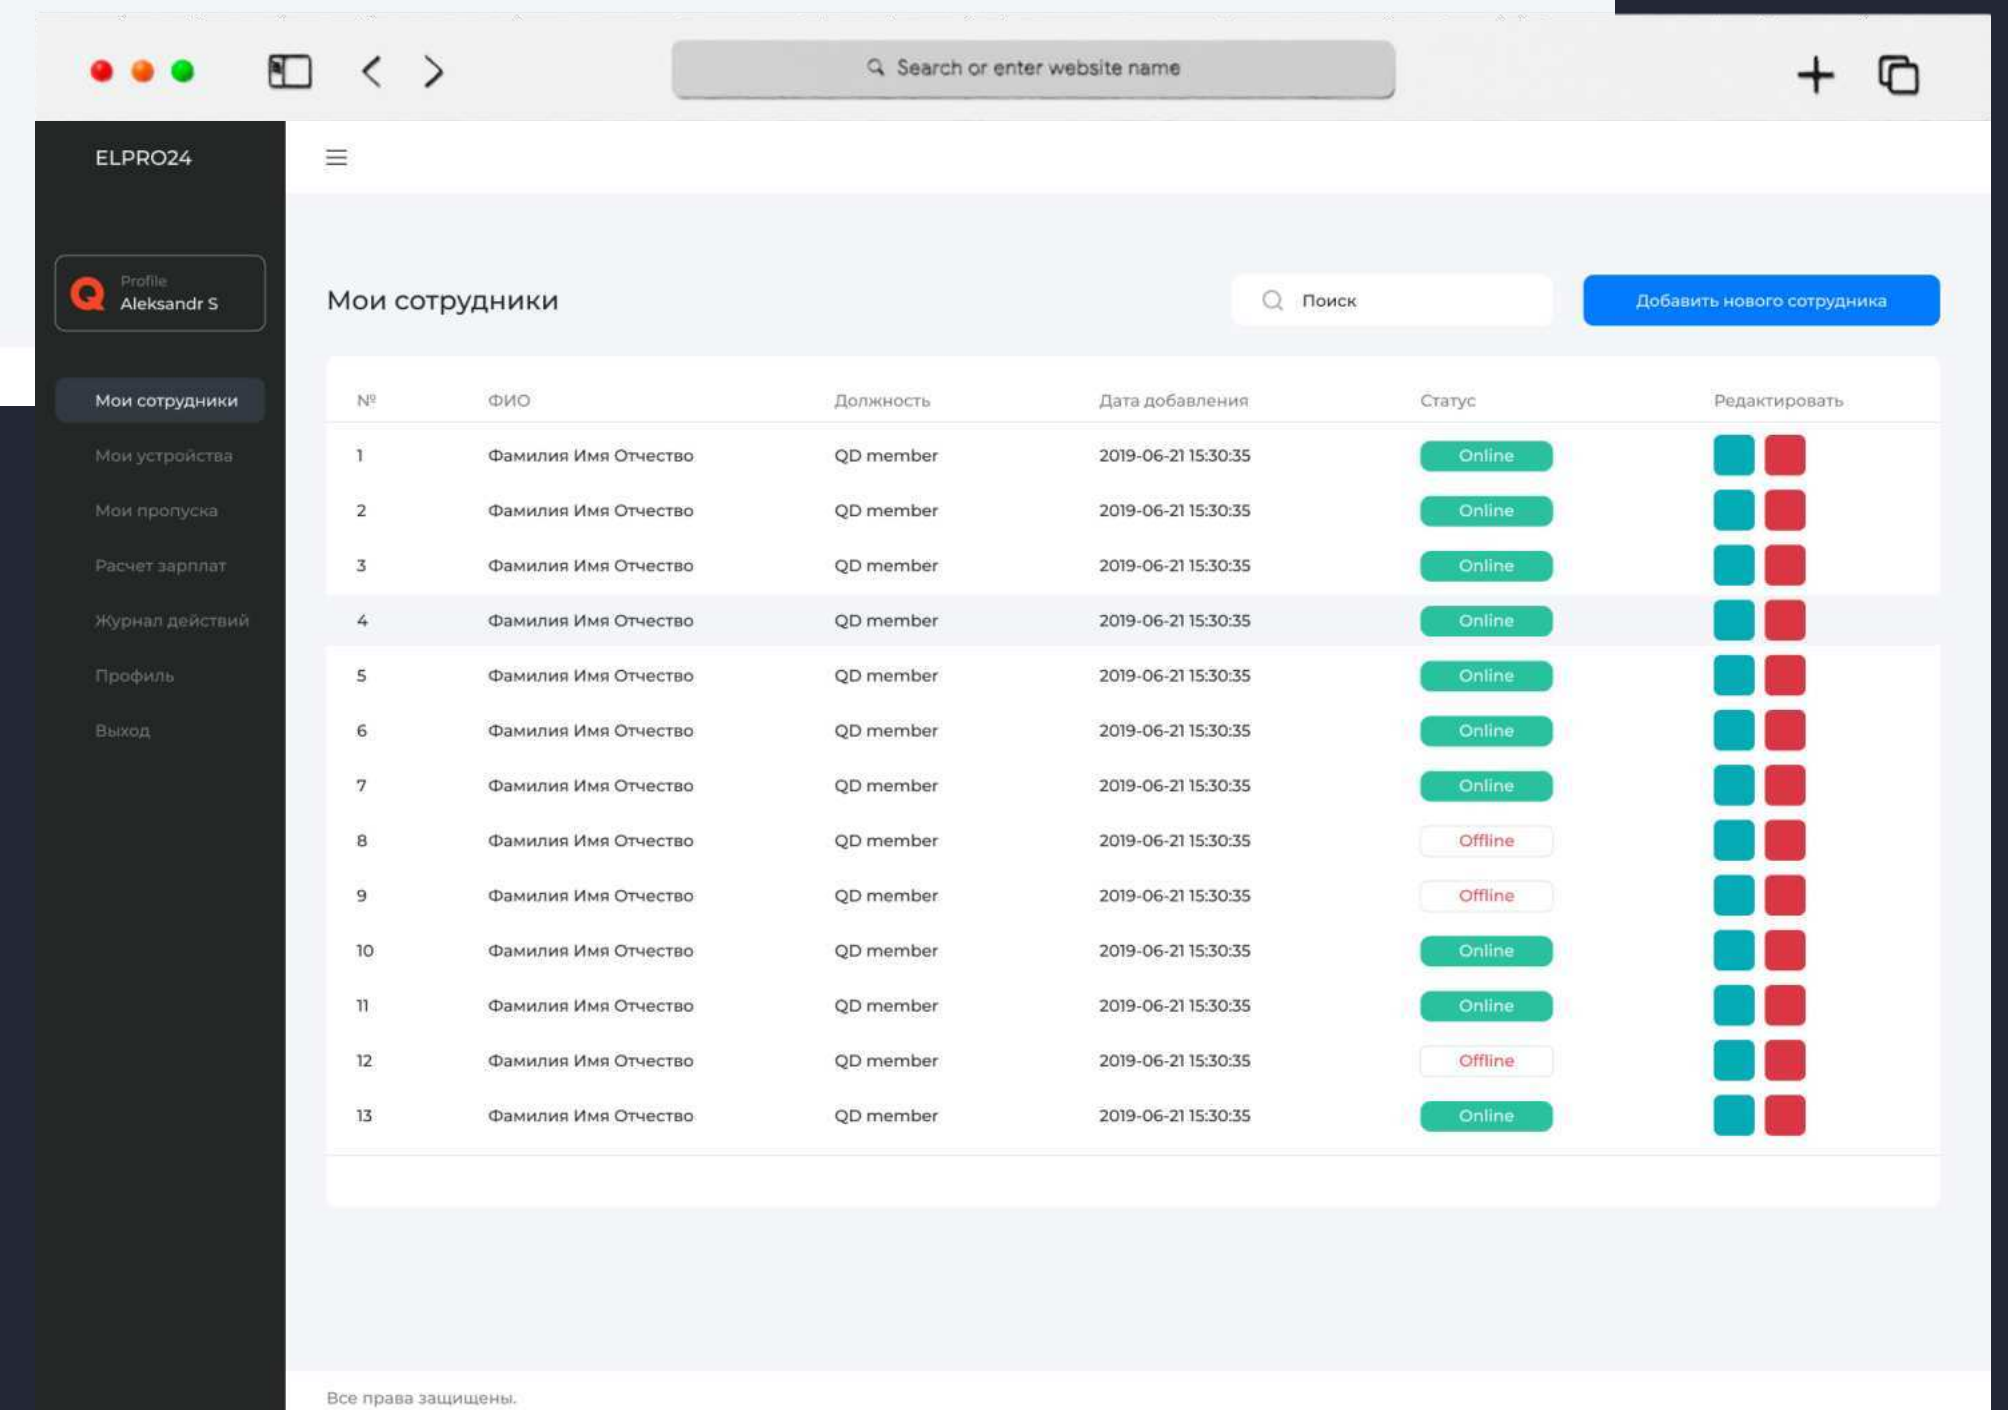 Search or enter website name
ELPRO24
Profile
Aleksandr S
Мои сотрудники
Мои устройства
Мои пропуска
Расчет зарплат
Журнал действий
Профиль
Выход
Мои сотрудники
Поиск
Добавить нового сотрудника
№ ФИО Должность Дата добавления Статус Редактировать
1 Фамилия Имя Отчество QD member 2019-06-21 15:30:35 Online
2 Фамилия Имя Отчество QD member 2019-06-21 15:30:35 Online
3 Фамилия Имя Отчество QD member 2019-06-21 15:30:35 Online
4 Фамилия Имя Отчество QD member 2019-06-21 15:30:35 Online
5 Фамилия Имя Отчество QD member 2019-06-21 15:30:35 Online
6 Фамилия Имя Отчество QD member 2019-06-21 15:30:35 Online
7 Фамилия Имя Отчество QD member 2019-06-21 15:30:35 Online
8 Фамилия Имя Отчество QD member 2019-06-21 15:30:35 Offline
9 Фамилия Имя Отчество QD member 2019-06-21 15:30:35 Offline
10 Фамилия Имя Отчество QD member 2019-06-21 15:30:35 Online
11 Фамилия Имя Отчество QD member 2019-06-21 15:30:35 Online
12 Фамилия Имя Отчество QD member 2019-06-21 15:30:35 Offline
13 Фамилия Имя Отчество QD member 2019-06-21 15:30:35 Online
Все права защищены.